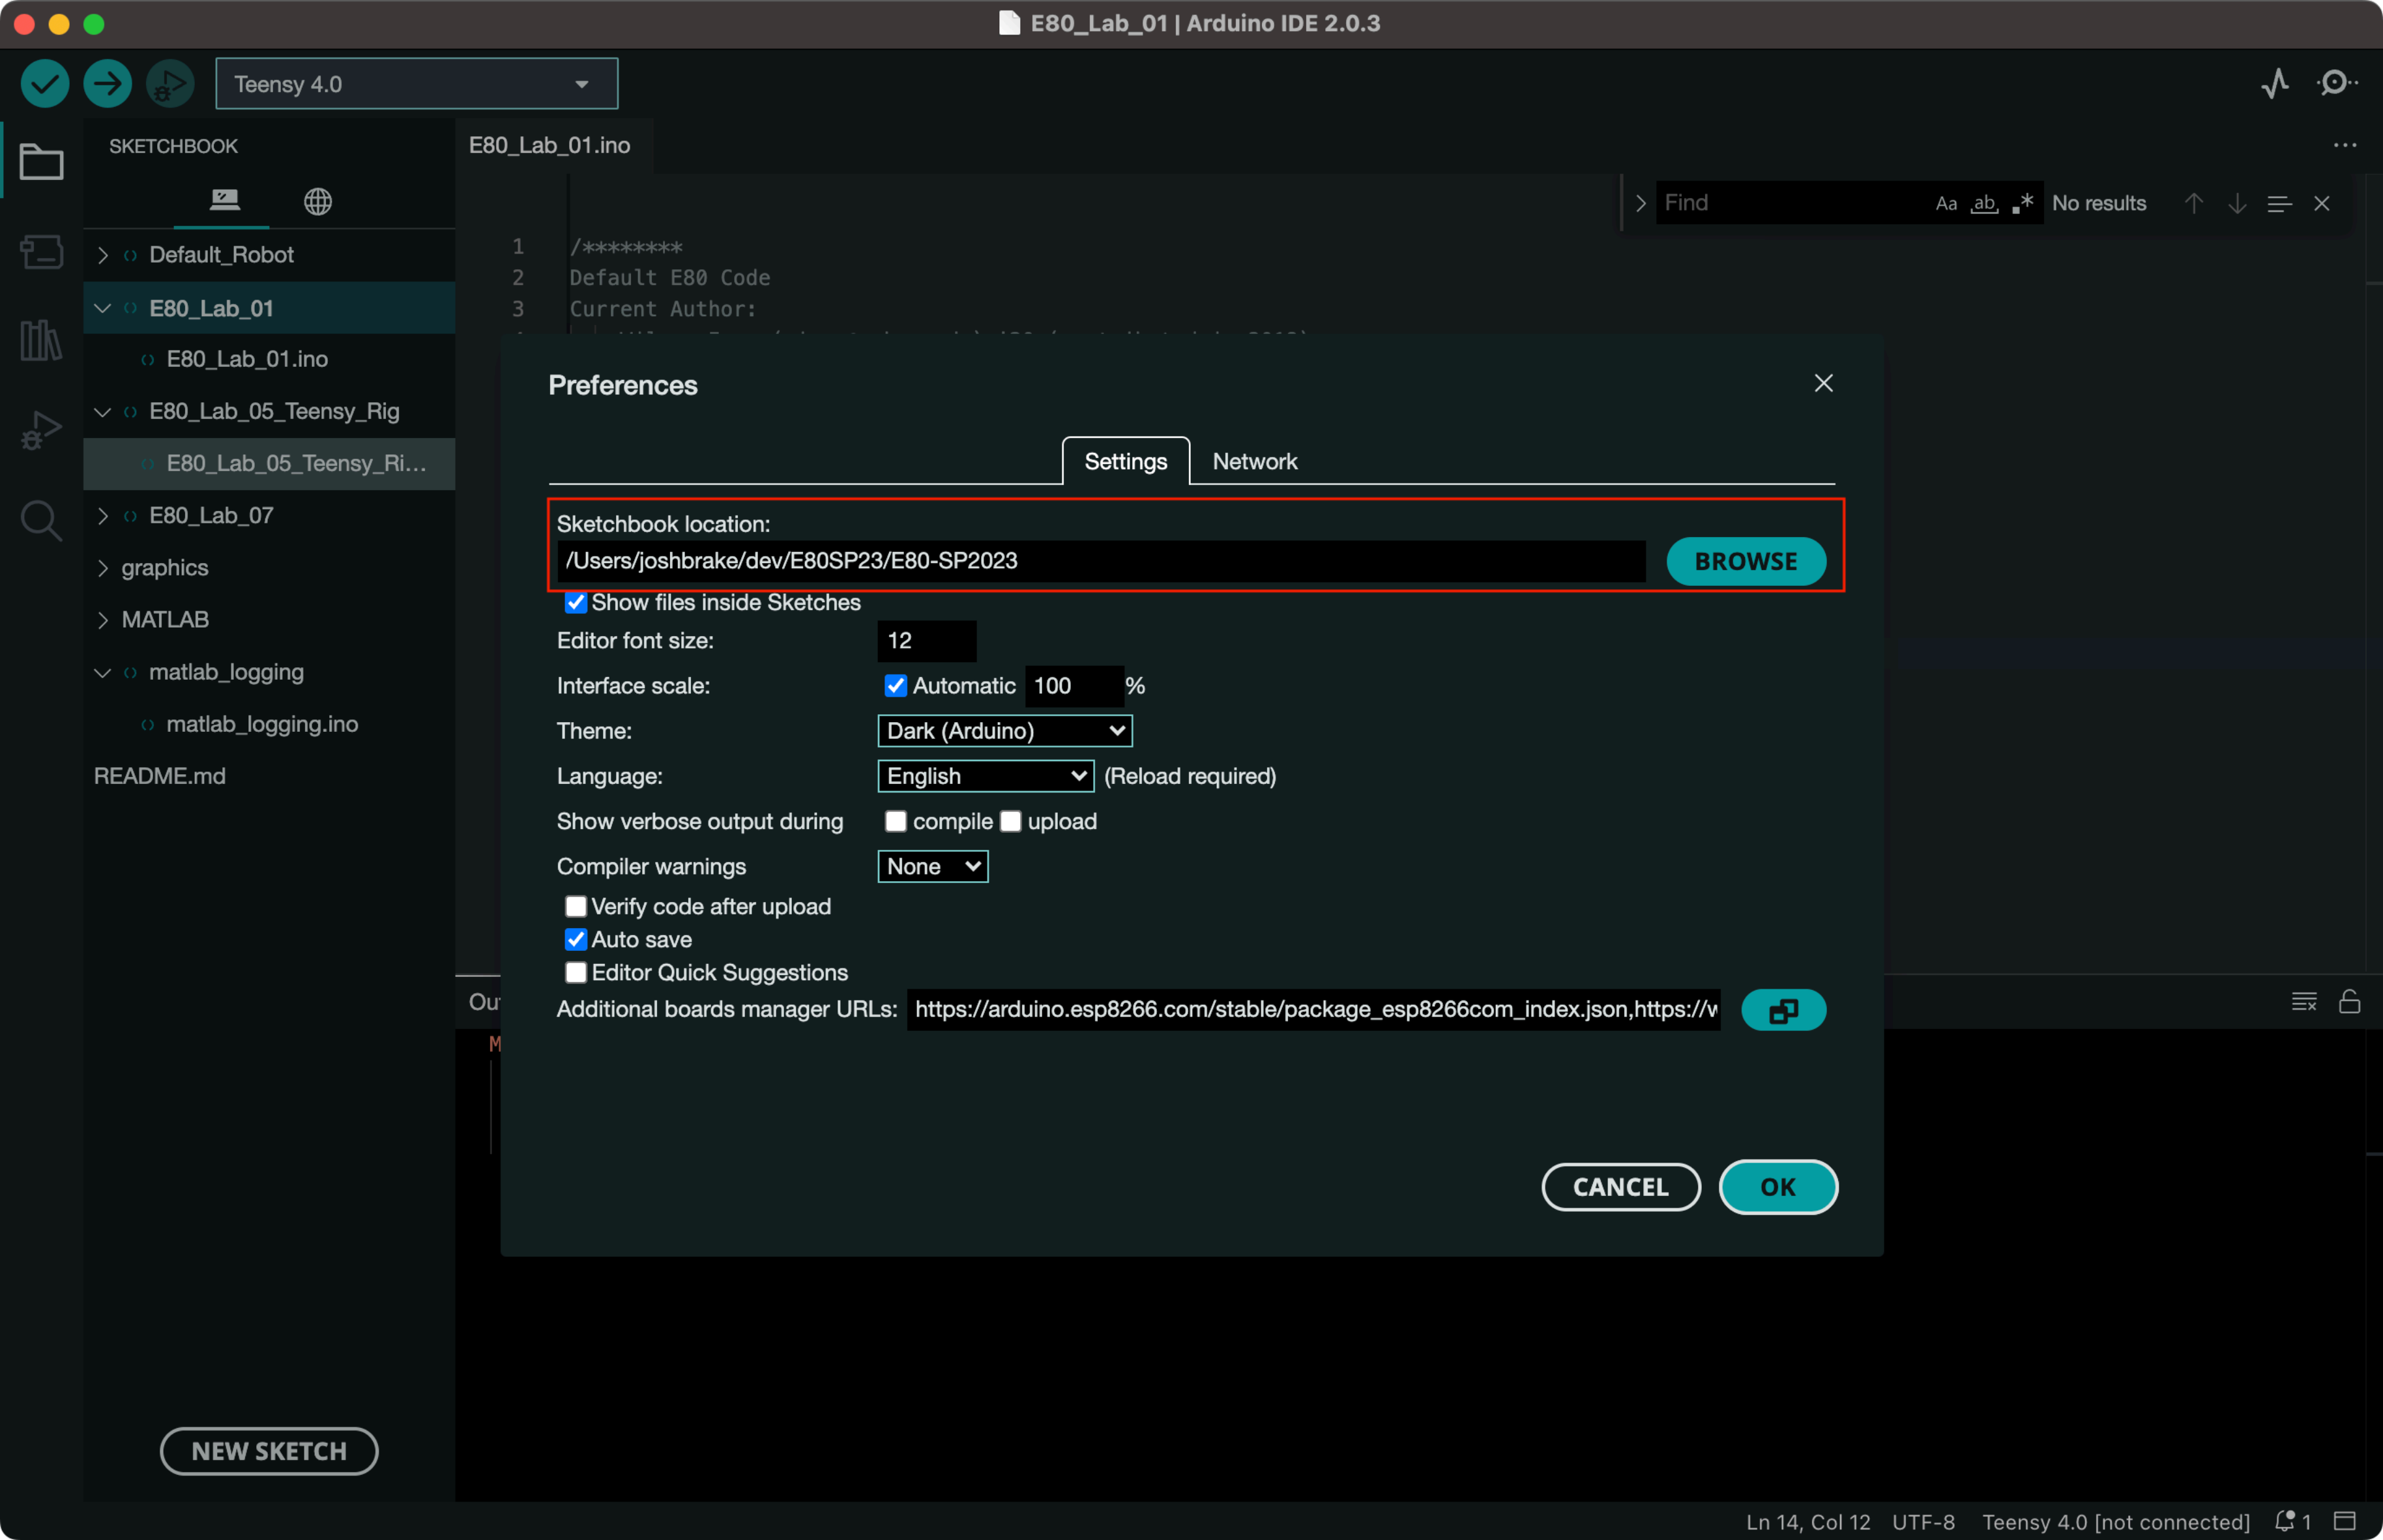 E80_Lab_01 | Arduino IDE 2.0.3
Teensy 4.0
SKETCHBOOK
Default_Robot
E80_Lab_01
E80_Lab_01.ino
E80_Lab_05_Teensy_Rig
E80_Lab_05_Teensy_Ri...
E80_Lab_07
graphics
MATLAB
matlab_logging
matlab_logging.ino
README.md
NEW SKETCH
E80_Lab_01.ino
Find
Aa
ab
.*
No results
1 /********
2 Default E80 Code
3 Current Author:
Preferences
Settings
Network
Sketchbook location:
/Users/joshbrake/dev/E80SP23/E80-SP2023
BROWSE
Show files inside Sketches
Editor font size: 12
Interface scale: Automatic 100 %
Theme: Dark (Arduino)
Language: English (Reload required)
Show verbose output during compile upload
Compiler warnings None
Verify code after upload
Auto save
Editor Quick Suggestions
Additional boards manager URLs: https://arduino.esp8266.com/stable/package_esp8266com_index.json,https://w
CANCEL
OK
Ou
M
Ln 14, Col 12 UTF-8 Teensy 4.0 [not connected] 1